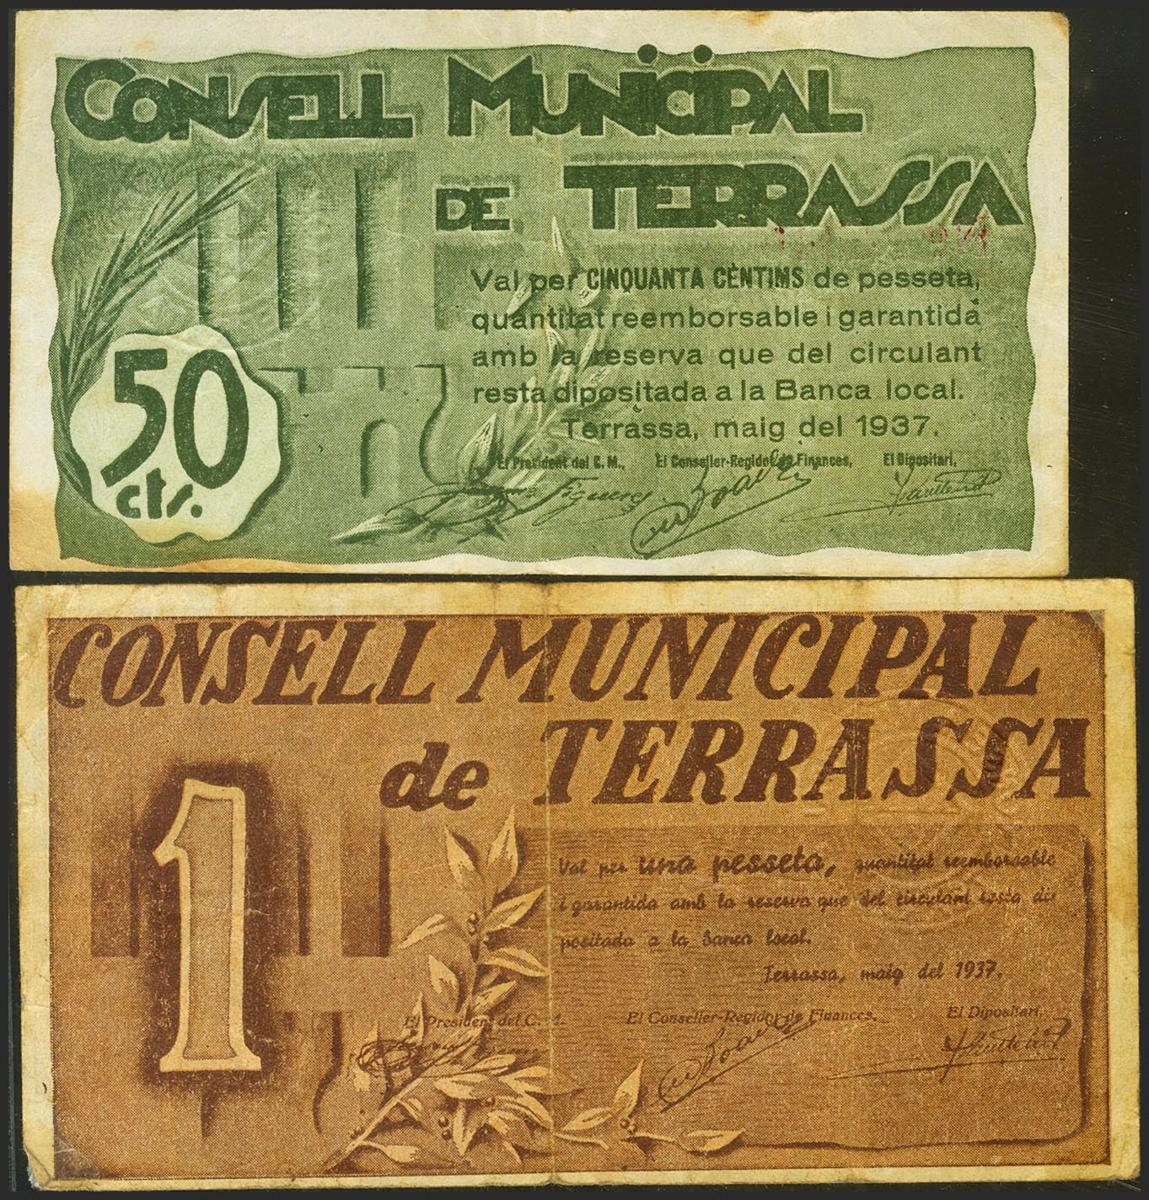 CONSELL MUNICIPAL
DE TERRASSA
Val per CINQUANTA CÈNTIMS de pesseta,
quantitat reemborsable i garantida
amb la reserva que del circulant
resta dipositada a la Banca local.
Terrassa, maig del 1937.
El President del C. M., El Conseller-Regidor de Finances, El Dipositari,
50
cts.
CONSELL MUNICIPAL
de TERRASSA
1
Val per una pesseta, quantitat reemborsable
i garantida amb la reserva que del circulant resta di-
positada a la Banca local.
Terrassa, maig del 1937.
El President del C. M. El Conseller-Regidor de Finances, El Dipositari,